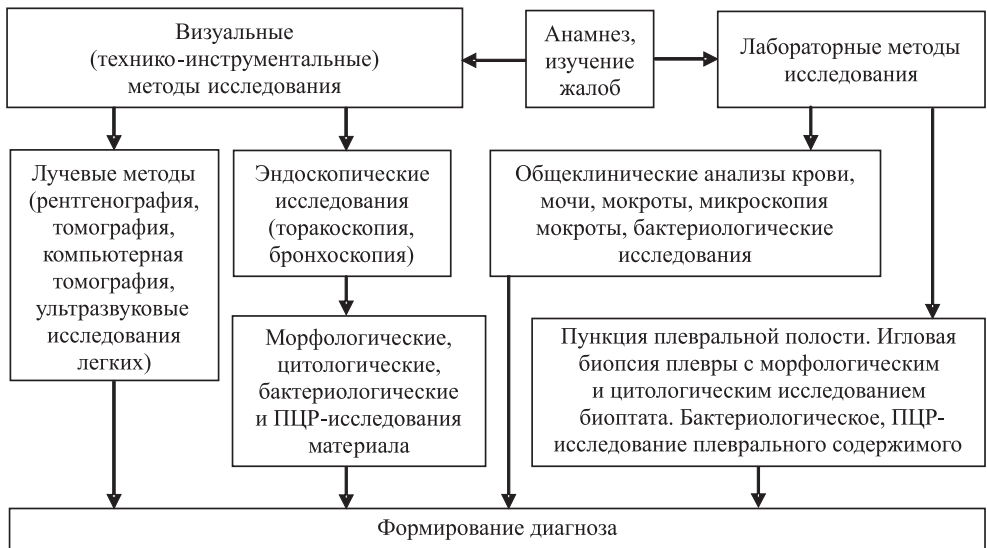 Визуальные
(технико-инструментальные)
методы исследования
Анамнез,
изучение
жалоб
Лабораторные методы
исследования
Лучевые методы
(рентгенография,
томография,
компьютерная
томография,
ультразвуковые
исследования
легких)
Эндоскопические
исследования
(торакоскопия,
бронхоскопия)
Общеклинические анализы крови,
мочи, мокроты, микроскопия
мокроты, бактериологические
исследования
Морфологические,
цитологические,
бактериологические
и ПЦР-исследования
материала
Пункция плевральной полости. Игловая
биопсия плевры с морфологическим
и цитологическим исследованием
биоптата. Бактериологическое, ПЦР-
исследование плеврального содержимого
Формирование диагноза